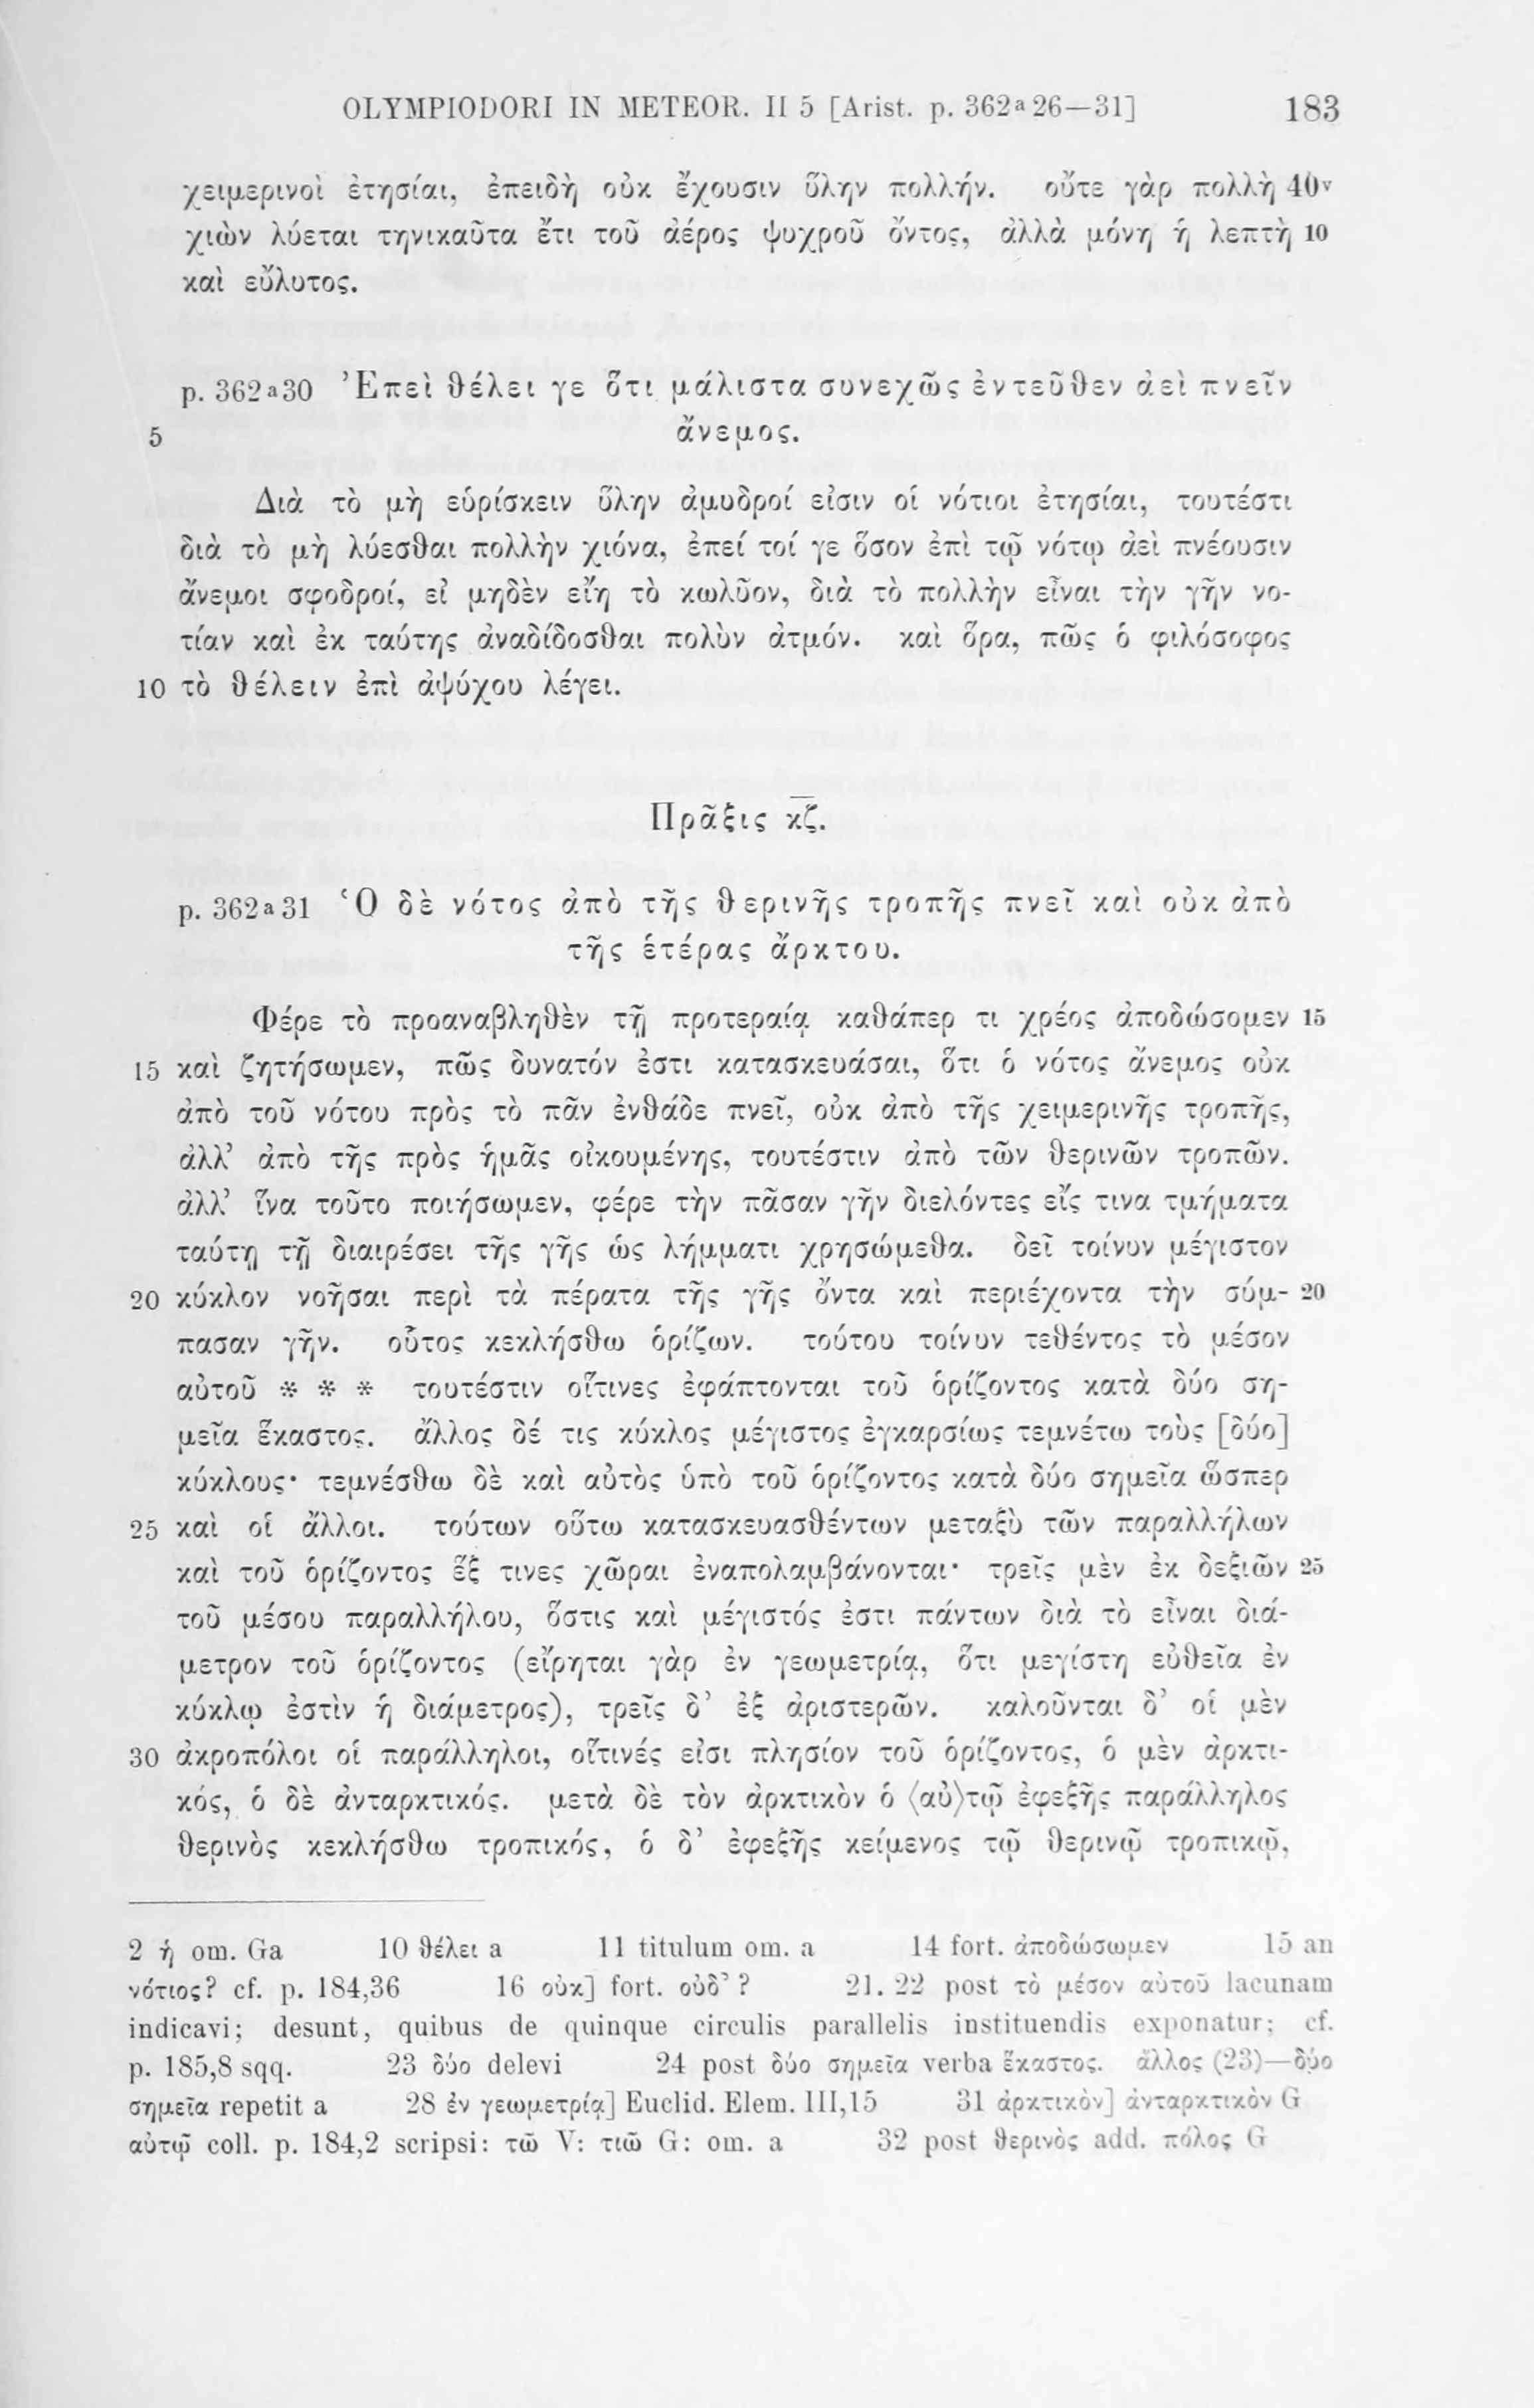 OLYMPIODORI IN METEOR. II 5 [Arist. p. 362ᵃ26—31] 183
χειμερινοὶ ἐτησίαι, ἐπειδὴ οὐκ ἔχουσιν ὕλην πολλήν. οὔτε γὰρ πολλὴ 40ᵛ
χιὼν λύεται τηνικαῦτα ἔτι τοῦ ἀέρος ψυχροῦ ὄντος, ἀλλὰ μόνη ἡ λεπτὴ 10
καὶ εὔλυτος.
p. 362ᵃ30 Ἐπεὶ θέλει γε ὅτι μάλιστα συνεχῶς ἐντεῦθεν ἀεὶ πνεῖν
5 ἄνεμος.
Διὰ τὸ μὴ εὑρίσκειν ὕλην ἀμυδροί εἰσιν οἱ νότιοι ἐτησίαι, τουτέστι
διὰ τὸ μὴ λύεσθαι πολλὴν χιόνα, ἐπεί τοί γε ὅσον ἐπὶ τῷ νότῳ ἀεὶ πνέουσιν
ἄνεμοι σφοδροί, εἰ μηδὲν εἴη τὸ κωλῦον, διὰ τὸ πολλὴν εἶναι τὴν γῆν νο-
τίαν καὶ ἐκ ταύτης ἀναδίδοσθαι πολὺν ἀτμόν. καὶ ὅρα, πῶς ὁ φιλόσοφος
10 τὸ θέλειν ἐπὶ ἀψύχου λέγει.
Πρᾶξις κ̅ζ̅.
p. 362ᵃ31 Ὁ δὲ νότος ἀπὸ τῆς θερινῆς τροπῆς πνεῖ καὶ οὐκ ἀπὸ
τῆς ἑτέρας ἄρκτου.
Φέρε τὸ προαναβληθὲν τῇ προτεραίᾳ καθάπερ τι χρέος ἀποδώσομεν 15
15 καὶ ζητήσωμεν, πῶς δυνατόν ἐστι κατασκευάσαι, ὅτι ὁ νότος ἄνεμος οὐκ
ἀπὸ τοῦ νότου πρὸς τὸ πᾶν ἐνθάδε πνεῖ, οὐκ ἀπὸ τῆς χειμερινῆς τροπῆς,
ἀλλ’ ἀπὸ τῆς πρὸς ἡμᾶς οἰκουμένης, τουτέστιν ἀπὸ τῶν θερινῶν τροπῶν.
ἀλλ’ ἵνα τοῦτο ποιήσωμεν, φέρε τὴν πᾶσαν γῆν διελόντες εἴς τινα τμήματα
ταύτῃ τῇ διαιρέσει τῆς γῆς ὡς λήμματι χρησώμεθα. δεῖ τοίνυν μέγιστον
20 κύκλον νοῆσαι περὶ τὰ πέρατα τῆς γῆς ὄντα καὶ περιέχοντα τὴν σύμ- 20
πασαν γῆν. οὗτος κεκλήσθω ὁρίζων. τούτου τοίνυν τεθέντος τὸ μέσον
αὐτοῦ * * * τουτέστιν οἵτινες ἐφάπτονται τοῦ ὁρίζοντος κατὰ δύο ση-
μεῖα ἕκαστος. ἄλλος δέ τις κύκλος μέγιστος ἐγκαρσίως τεμνέτω τοὺς [δύο]
κύκλους· τεμνέσθω δὲ καὶ αὐτὸς ὑπὸ τοῦ ὁρίζοντος κατὰ δύο σημεῖα ὥσπερ
25 καὶ οἱ ἄλλοι. τούτων οὕτω κατασκευασθέντων μεταξὺ τῶν παραλλήλων
καὶ τοῦ ὁρίζοντος ἕξ τινες χῶραι ἐναπολαμβάνονται· τρεῖς μὲν ἐκ δεξιῶν 25
τοῦ μέσου παραλλήλου, ὅστις καὶ μέγιστός ἐστι πάντων διὰ τὸ εἶναι διά-
μετρον τοῦ ὁρίζοντος (εἴρηται γὰρ ἐν γεωμετρίᾳ, ὅτι μεγίστη εὐθεῖα ἐν
κύκλῳ ἐστὶν ἡ διάμετρος), τρεῖς δ’ ἐξ ἀριστερῶν. καλοῦνται δ’ οἱ μὲν
30 ἀκροπόλοι οἱ παράλληλοι, οἵτινές εἰσι πλησίον τοῦ ὁρίζοντος, ὁ μὲν ἀρκτι-
κός, ὁ δὲ ἀνταρκτικός. μετὰ δὲ τὸν ἀρκτικὸν ὁ ⟨αὐ⟩τῷ ἐφεξῆς παράλληλος
θερινὸς κεκλήσθω τροπικός, ὁ δ’ ἐφεξῆς κείμενος τῷ θερινῷ τροπικῷ,
2 ἡ om. Ga 10 θέλει a 11 titulum om. a 14 fort. ἀποδώσωμεν 15 an
νότιος? cf. p. 184,36 16 οὐκ] fort. οὐδ’? 21. 22 post τὸ μέσον αὐτοῦ lacunam
indicavi; desunt, quibus de quinque circulis parallelis instituendis exponatur; cf.
p. 185,8 sqq. 23 δύο delevi 24 post δύο σημεῖα verba ἕκαστος. ἄλλος (23)—δύο
σημεῖα repetit a 28 ἐν γεωμετρίᾳ] Euclid. Elem. III,15 31 ἀρκτικὸν] ἀνταρκτικὸν G
αὐτῷ coll. p. 184,2 scripsi: τῶ V: τιῶ G: om. a 32 post θερινὸς add. πόλος G